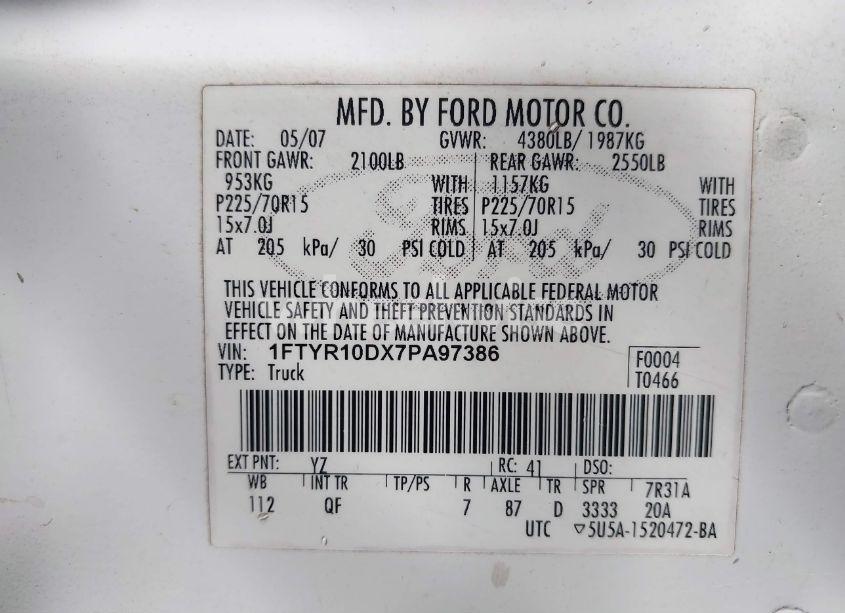 MFD. BY FORD MOTOR CO.
DATE: 05/07 GVWR: 4380LB/ 1987KG
FRONT GAWR: 2100LB REAR GAWR: 2550LB
953KG WITH 1157KG WITH
P225/70R15 TIRES P225/70R15 TIRES
15x7.0J RIMS 15x7.0J RIMS
AT 205 kPa/ 30 PSI COLD AT 205 kPa/ 30 PSI COLD
THIS VEHICLE CONFORMS TO ALL APPLICABLE FEDERAL MOTOR
VEHICLE SAFETY AND THEFT PREVENTION STANDARDS IN
EFFECT ON THE DATE OF MANUFACTURE SHOWN ABOVE.
VIN: 1FTYR10DX7PA97386 F0004
TYPE: Truck T0466
EXT PNT: YZ RC: 41 DSO:
WB INT TR TP/PS R AXLE TR SPR 7R31A
112 QF 7 87 D 3333 20A
UTC ▽5U5A-1520472-BA